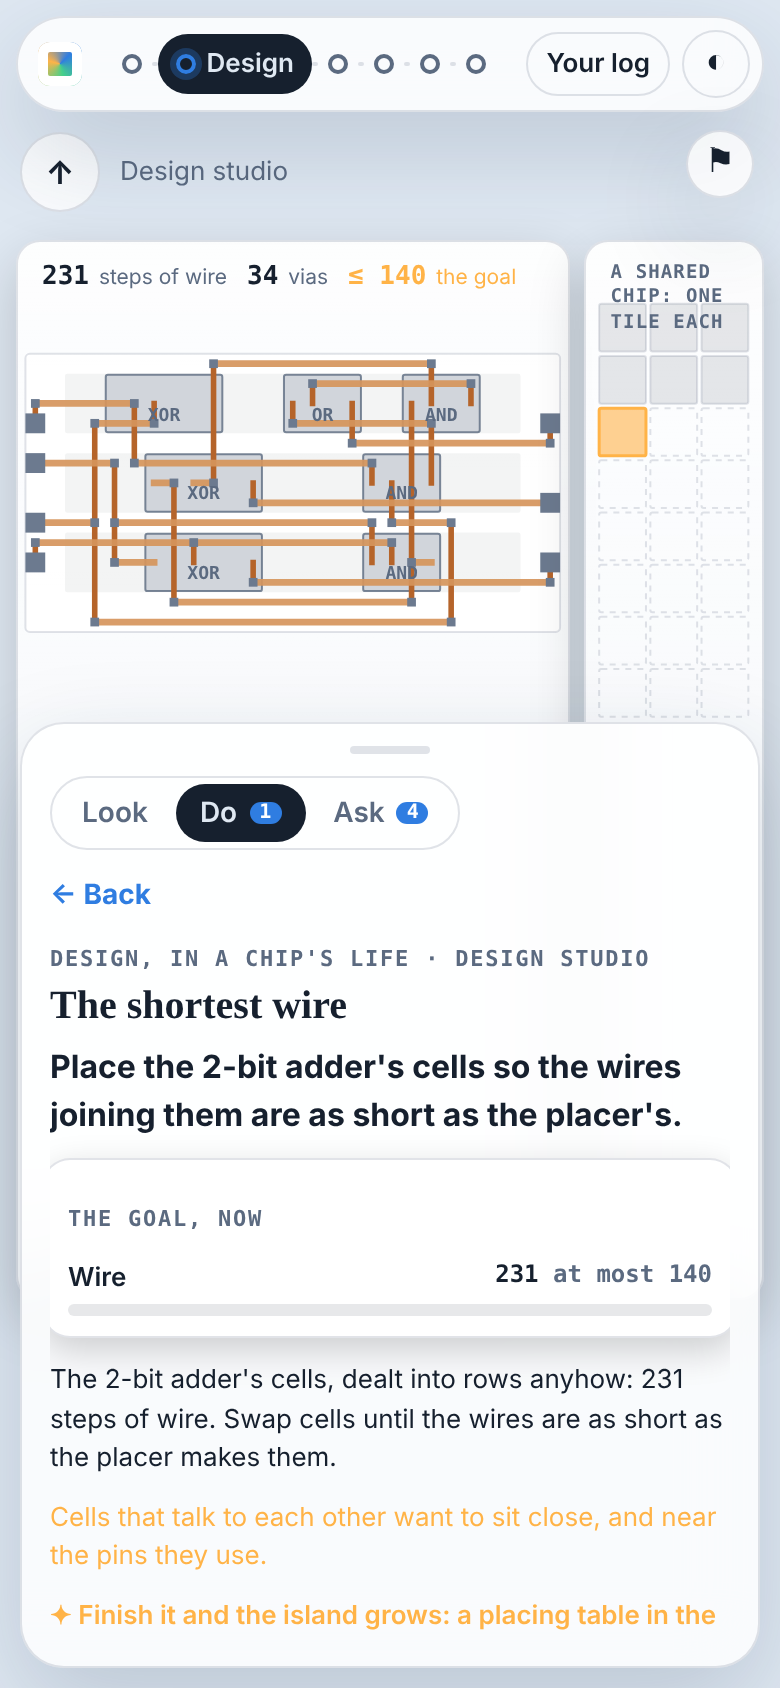 Design
Your log
Design studio
231 steps of wire 34 vias ≤ 140 the goal
A SHARED
CHIP: ONE
TILE EACH
XOR
OR
AND
XOR
AND
XOR
AND
Look
Do 1
Ask 4
← Back
DESIGN, IN A CHIP'S LIFE · DESIGN STUDIO
The shortest wire
Place the 2-bit adder's cells so the wires
joining them are as short as the placer's.
THE GOAL, NOW
Wire
231 at most 140
The 2-bit adder's cells, dealt into rows anyhow: 231
steps of wire. Swap cells until the wires are as short as
the placer makes them.
Cells that talk to each other want to sit close, and near
the pins they use.
✦ Finish it and the island grows: a placing table in the